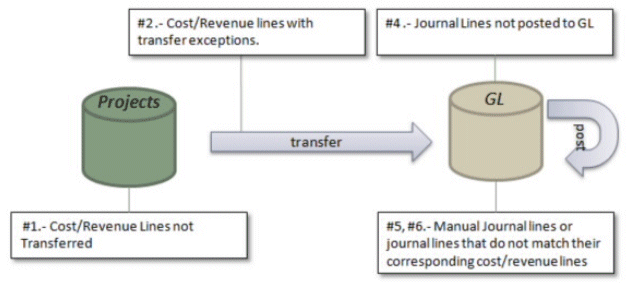 #2.- Cost/Revenue lines with
transfer exceptions.
#4.- Journal Lines not posted to GL
Projects
GL
transfer
post
#1.- Cost/Revenue Lines not
Transferred
#5, #6.- Manual Journal lines or
journal lines that do not match their
corresponding cost/revenue lines